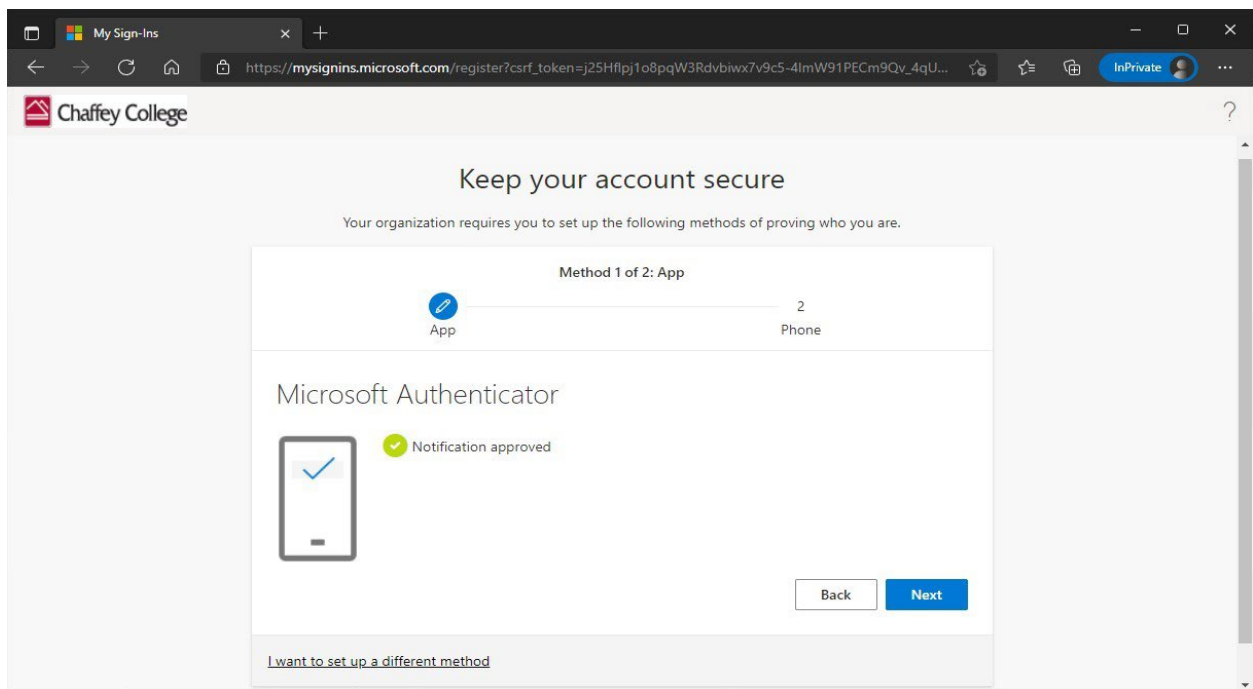 My Sign-Ins
https://mysignins.microsoft.com/register?csrf_token=j25Hflpj1o8pqW3Rdvbiwx7v9c5-4lmW91PECm9Qv_4qU...
InPrivate
Chaffey College
?
Keep your account secure
Your organization requires you to set up the following methods of proving who you are.
Method 1 of 2: App
2
App
Phone
Microsoft Authenticator
Notification approved
Back
Next
I want to set up a different method